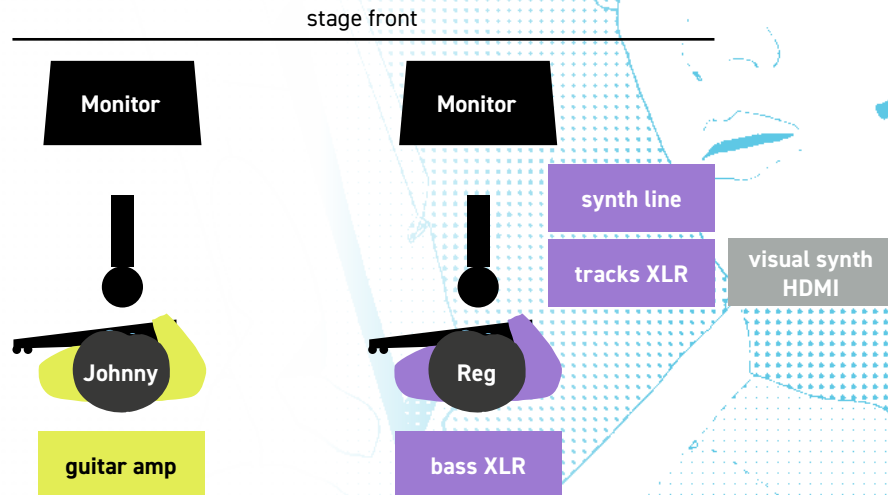 stage front
Monitor
Monitor
synth line
tracks XLR
visual synth
HDMI
Johnny
Reg
guitar amp
bass XLR